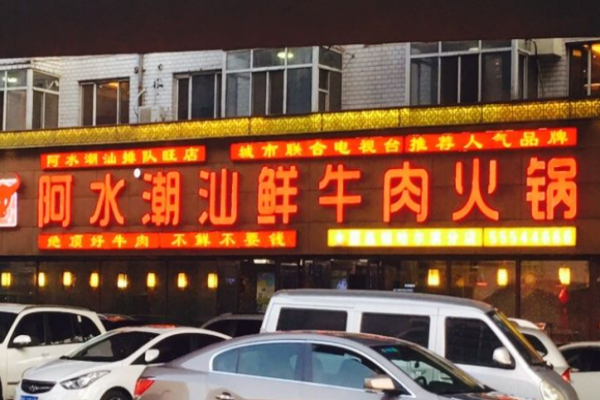 阿水潮汕排队旺店
城市联合电视台推荐人气品牌
阿水潮汕鲜牛肉火锅
绝顶好牛肉 不鲜不要钱